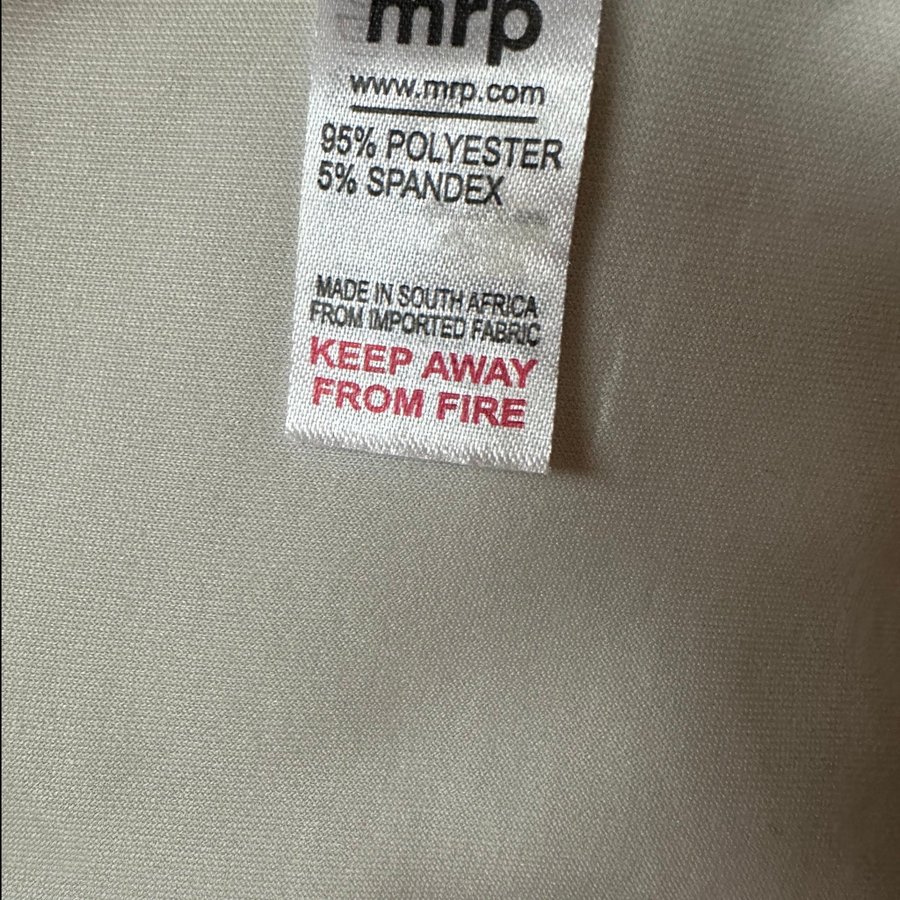 mrp
www.mrp.com
95% POLYESTER
5% SPANDEX
MADE IN SOUTH AFRICA
FROM IMPORTED FABRIC
KEEP AWAY
FROM FIRE